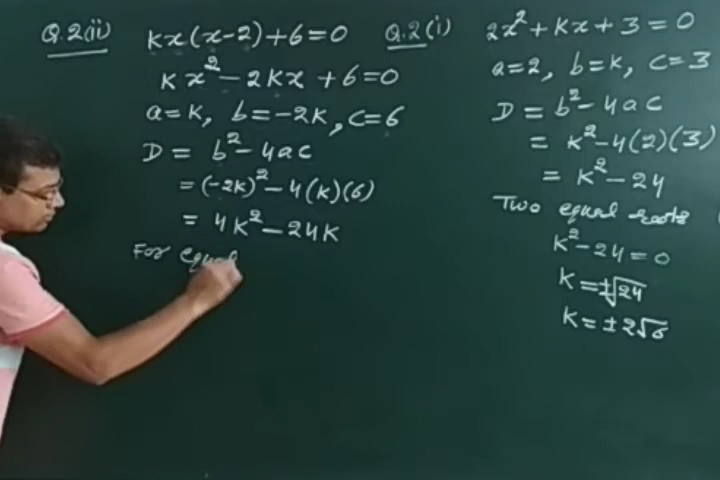 Q.2(ii) kx(x-2)+6=0
kx²-2kx+6=0
a=k, b=-2k, c=6
D = b²-4ac
= (-2k)²-4(k)(6)
= 4k²-24k
For equal
Q.2(i) 2x²+kx+3=0
a=2, b=k, c=3
D = b²-4ac
= k²-4(2)(3)
= k²-24
Two equal roots
k²-24=0
k=±√24
k=±2√6